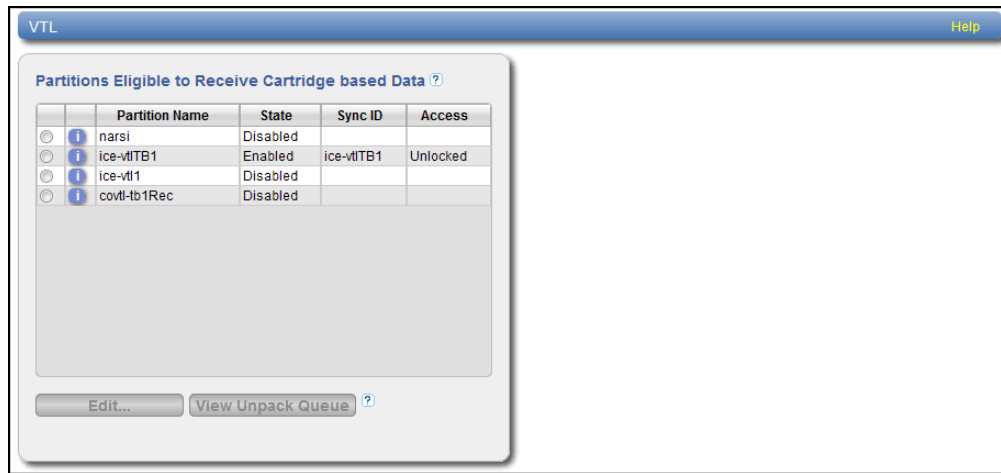 VTL Help
Partitions Eligible to Receive Cartridge based Data ?
Partition Name State Sync ID Access
i narsi Disabled
i ice-vtlTB1 Enabled ice-vtlTB1 Unlocked
i ice-vtl1 Disabled
i covtl-tb1Rec Disabled
Edit... View Unpack Queue ?